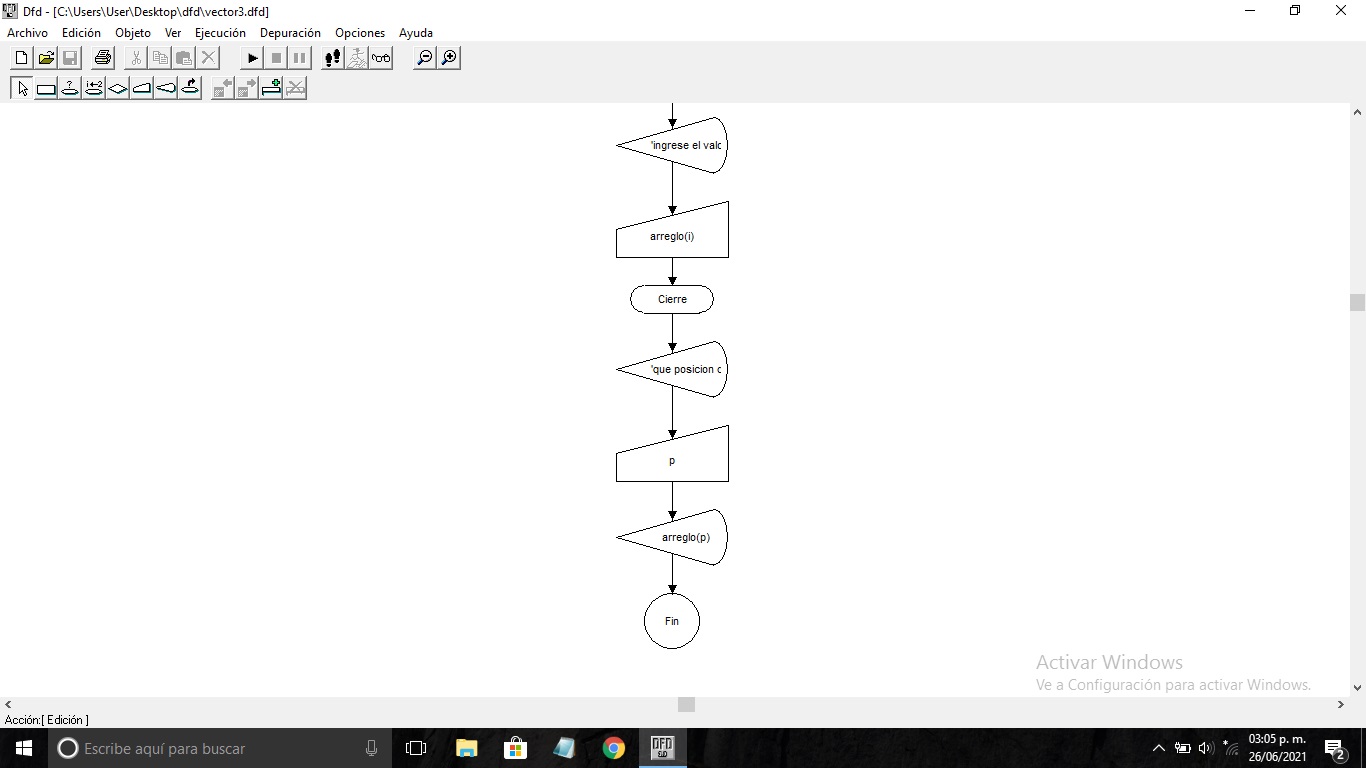 Dfd - [C:\Users\User\Desktop\dfd\vector3.dfd]
Archivo Edición Objeto Ver Ejecución Depuración Opciones Ayuda
'ingrese el valo
arreglo(i)
Cierre
'que posicion
p
arreglo(p)
Fin
Activar Windows
Ve a Configuración para activar Windows.
Acción:[ Edición ]
Escribe aquí para buscar
DFD
03:05 p. m.
26/06/2021
2